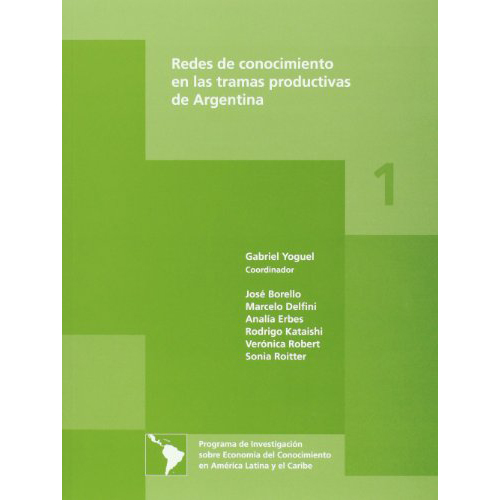 Redes de conocimiento
en las tramas productivas
de Argentina
1
Gabriel Yoguel
Coordinador
José Borello
Marcelo Delfini
Analía Erbes
Rodrigo Kataishi
Verónica Robert
Sonia Roitter
Programa de Investigación
sobre Economía del Conocimiento
en América Latina y el Caribe